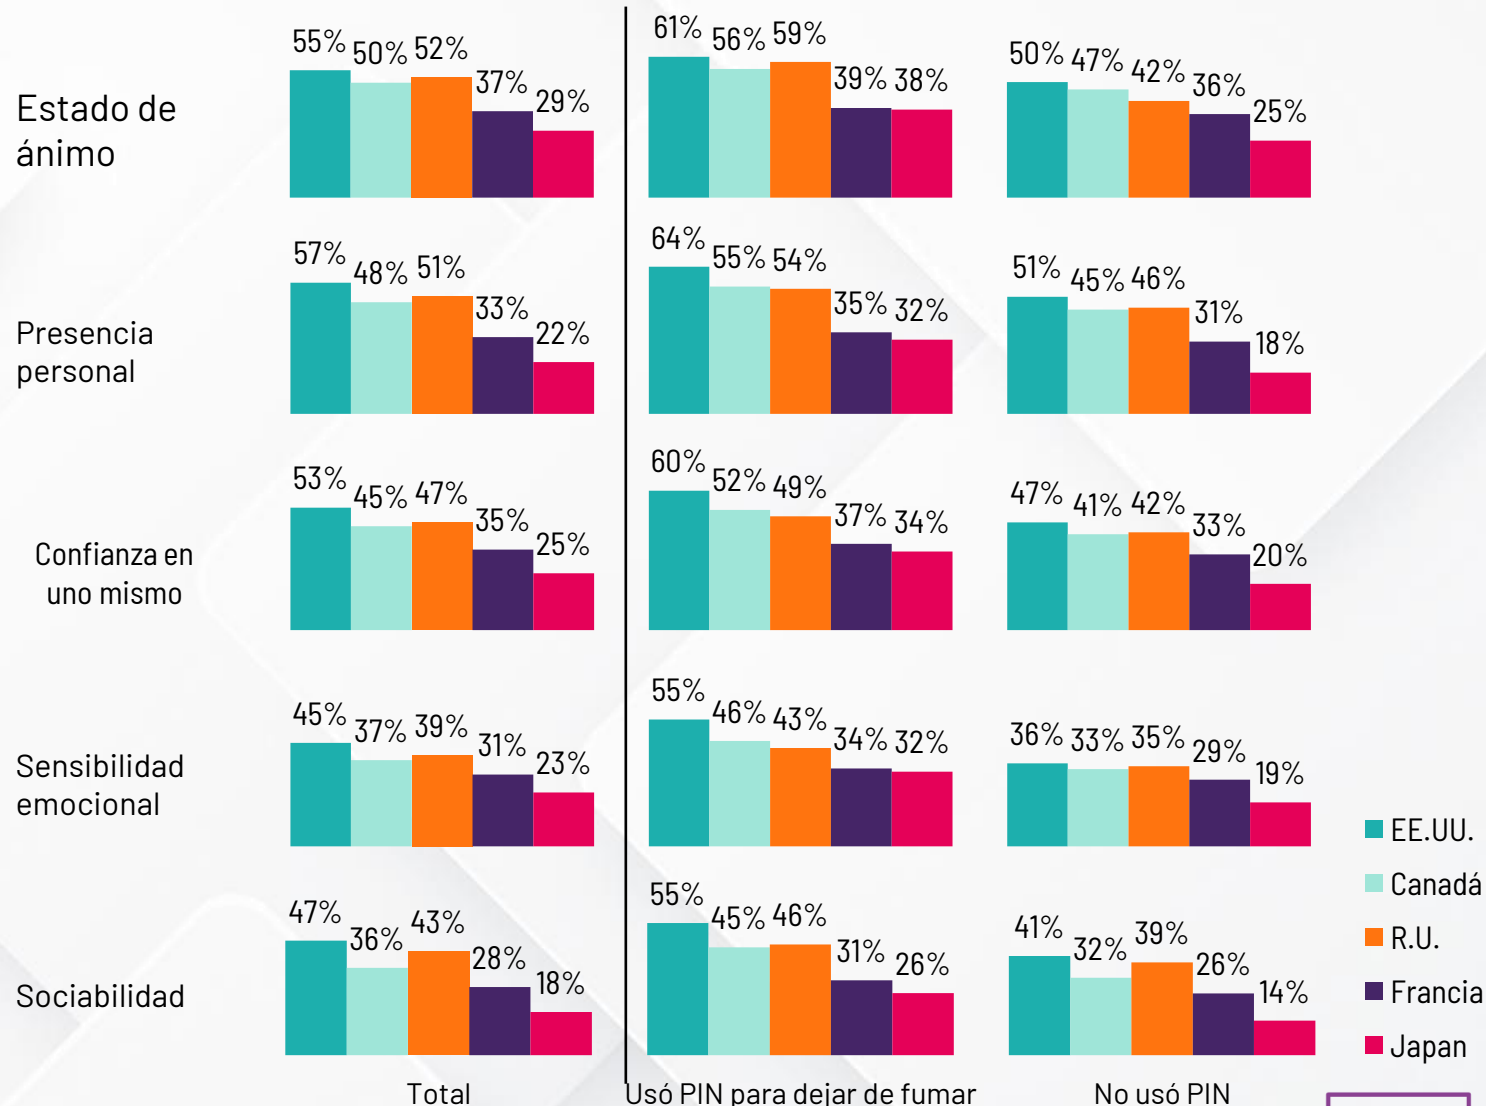 Estado de
ánimo
55% 50% 52% 37% 29%
61% 56% 59% 39% 38%
50% 47% 42% 36% 25%
Presencia
personal
57% 48% 51% 33% 22%
64% 55% 54% 35% 32%
51% 45% 46% 31% 18%
Confianza en
uno mismo
53% 45% 47% 35% 25%
60% 52% 49% 37% 34%
47% 41% 42% 33% 20%
Sensibilidad
emocional
45% 37% 39% 31% 23%
55% 46% 43% 34% 32%
36% 33% 35% 29% 19%
Sociabilidad
47% 36% 43% 28% 18%
55% 45% 46% 31% 26%
41% 32% 39% 26% 14%
EE.UU.
Canadá
R.U.
Francia
Japan
Total
Usó PIN para dejar de fumar
No usó PIN